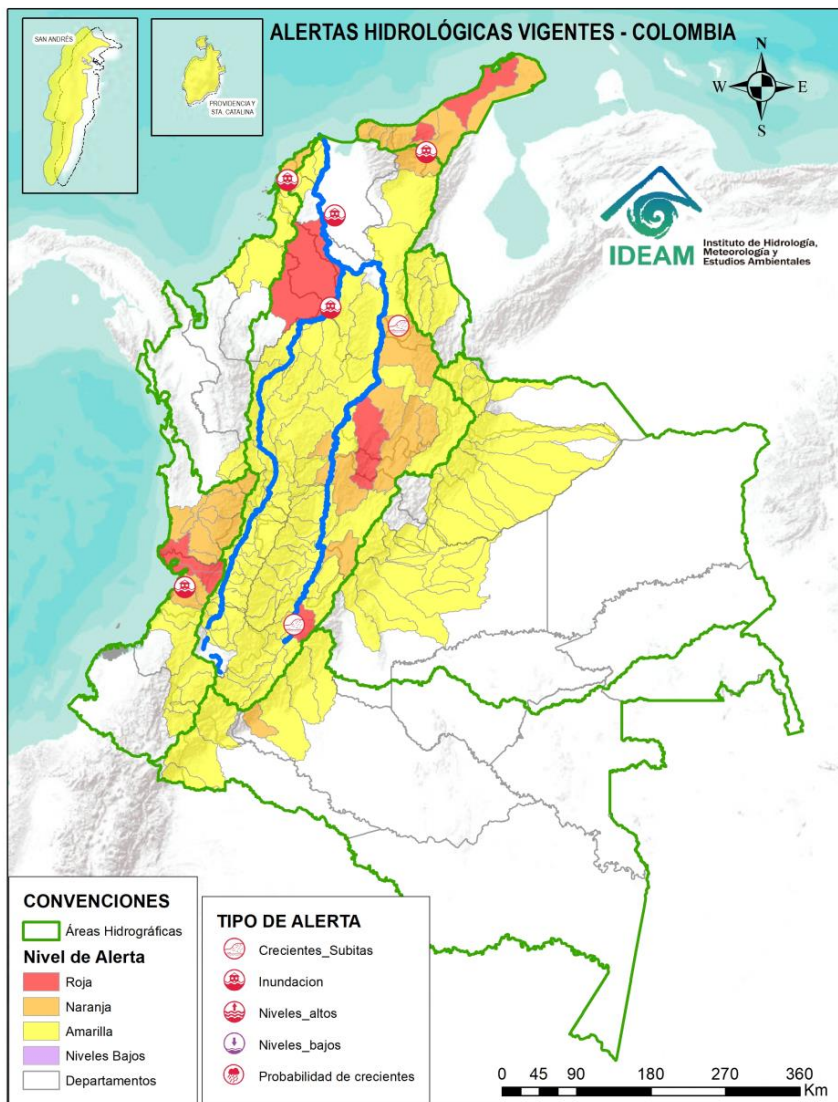 ALERTAS HIDROLÓGICAS VIGENTES - COLOMBIA
SAN ANDRÉS
PROVIDENCIA Y
STA. CATALINA
N
W E
S
IDEAM
Instituto de Hidrología,
Meteorología y
Estudios Ambientales
CONVENCIONES
Áreas Hidrográficas
Nivel de Alerta
Roja
Naranja
Amarilla
Niveles Bajos
Departamentos
TIPO DE ALERTA
Crecientes_Subitas
Inundacion
Niveles_altos
Niveles_bajos
Probabilidad de crecientes
0 45 90 180 270 360
Km